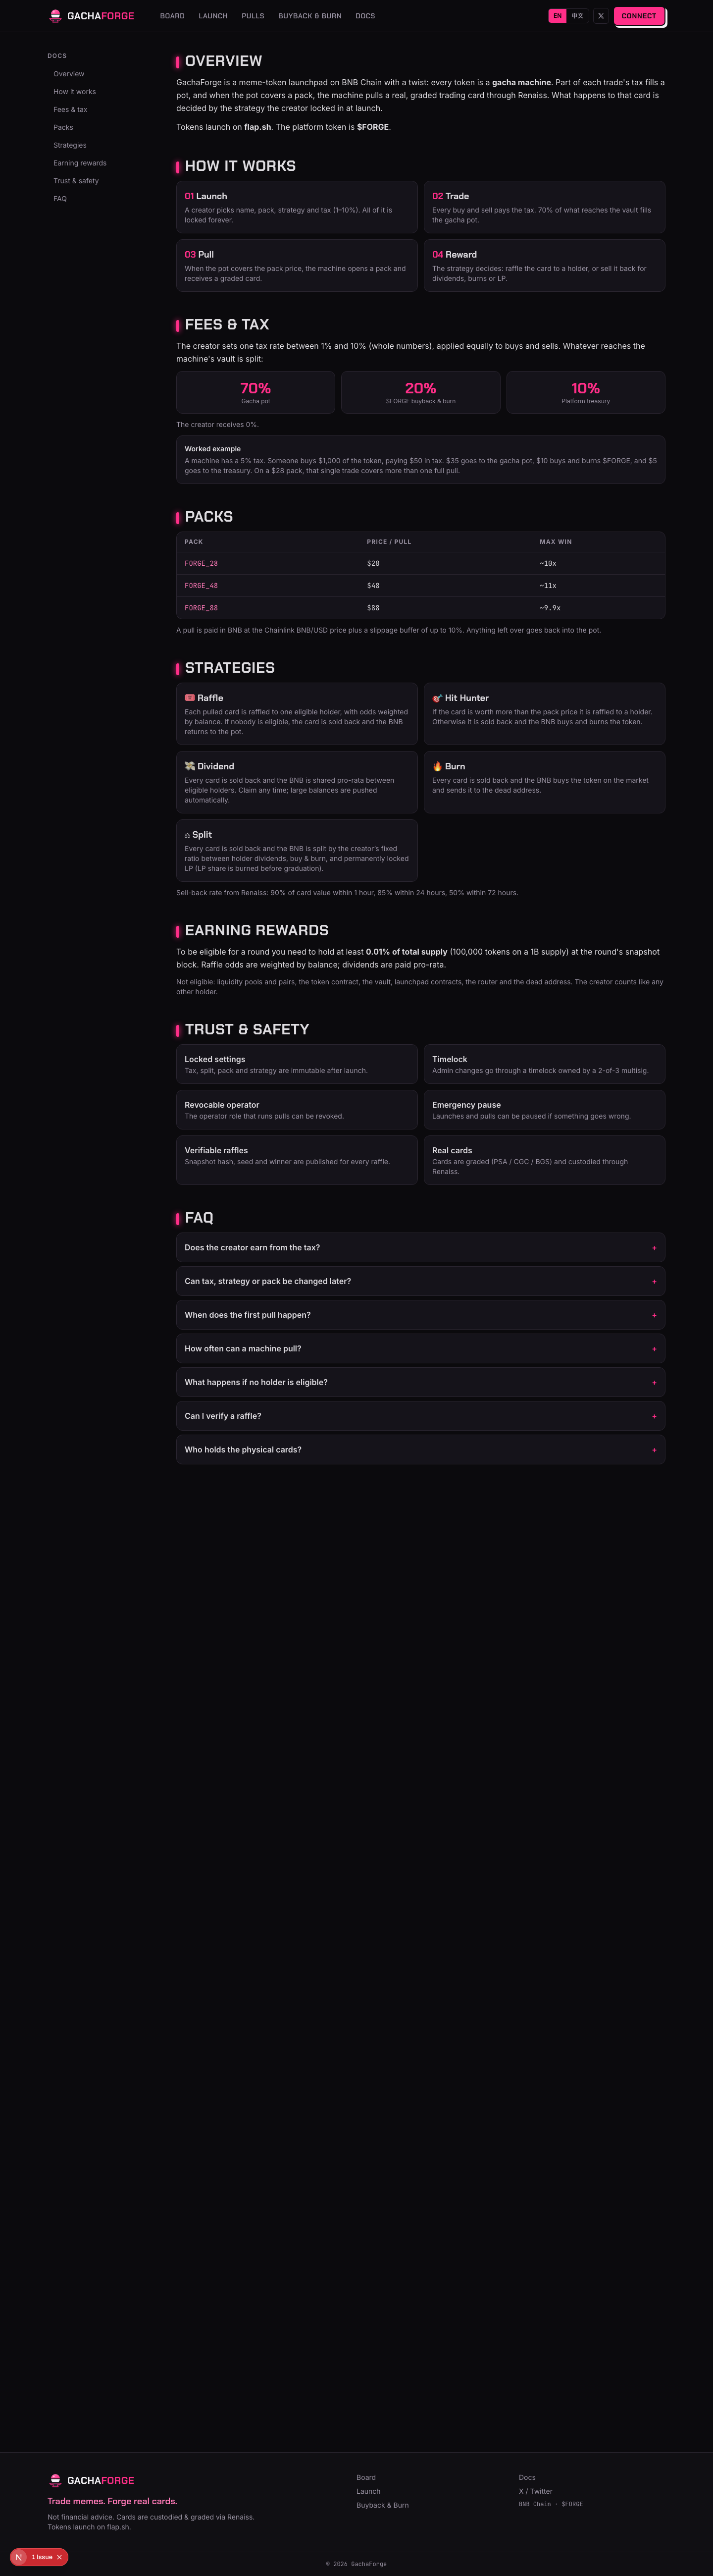 GACHAFORGE
BOARD LAUNCH PULLS BUYBACK & BURN DOCS
EN 中文 X CONNECT
DOCS
Overview
How it works
Fees & tax
Packs
Strategies
Earning rewards
Trust & safety
FAQ
OVERVIEW
GachaForge is a meme-token launchpad on BNB Chain with a twist: every token is a gacha machine. Part of each trade's tax fills a
pot, and when the pot covers a pack, the machine pulls a real, graded trading card through Renaiss. What happens to that card is
decided by the strategy the creator locked in at launch.
Tokens launch on flap.sh. The platform token is $FORGE.
HOW IT WORKS
01 Launch
A creator picks name, pack, strategy and tax (1–10%). All of it is
locked forever.
02 Trade
Every buy and sell pays the tax. 70% of what reaches the vault fills
the gacha pot.
03 Pull
When the pot covers the pack price, the machine opens a pack and
receives a graded card.
04 Reward
The strategy decides: raffle the card to a holder, or sell it back for
dividends, burns or LP.
FEES & TAX
The creator sets one tax rate between 1% and 10% (whole numbers), applied equally to buys and sells. Whatever reaches the
machine's vault is split:
70%
Gacha pot
20%
$FORGE buyback & burn
10%
Platform treasury
The creator receives 0%.
Worked example
A machine has a 5% tax. Someone buys $1,000 of the token, paying $50 in tax. $35 goes to the gacha pot, $10 buys and burns $FORGE, and $5
goes to the treasury. On a $28 pack, that single trade covers more than one full pull.
PACKS
PACK PRICE / PULL MAX WIN
FORGE_28 $28 ~10x
FORGE_48 $48 ~11x
FORGE_88 $88 ~9.9x
A pull is paid in BNB at the Chainlink BNB/USD price plus a slippage buffer of up to 10%. Anything left over goes back into the pot.
STRATEGIES
🎟️ Raffle
Each pulled card is raffled to one eligible holder, with odds weighted
by balance. If nobody is eligible, the card is sold back and the BNB
returns to the pot.
🎯 Hit Hunter
If the card is worth more than the pack price it is raffled to a holder.
Otherwise it is sold back and the BNB buys and burns the token.
💸 Dividend
Every card is sold back and the BNB is shared pro-rata between
eligible holders. Claim any time; large balances are pushed
automatically.
🔥 Burn
Every card is sold back and the BNB buys the token on the market
and sends it to the dead address.
⚖ Split
Every card is sold back and the BNB is split by the creator's fixed
ratio between holder dividends, buy & burn, and permanently locked
LP (LP share is burned before graduation).
Sell-back rate from Renaiss: 90% of card value within 1 hour, 85% within 24 hours, 50% within 72 hours.
EARNING REWARDS
To be eligible for a round you need to hold at least 0.01% of total supply (100,000 tokens on a 1B supply) at the round's snapshot
block. Raffle odds are weighted by balance; dividends are paid pro-rata.
Not eligible: liquidity pools and pairs, the token contract, the vault, launchpad contracts, the router and the dead address. The creator counts like any
other holder.
TRUST & SAFETY
Locked settings
Tax, split, pack and strategy are immutable after launch.
Timelock
Admin changes go through a timelock owned by a 2-of-3 multisig.
Revocable operator
The operator role that runs pulls can be revoked.
Emergency pause
Launches and pulls can be paused if something goes wrong.
Verifiable raffles
Snapshot hash, seed and winner are published for every raffle.
Real cards
Cards are graded (PSA / CGC / BGS) and custodied through
Renaiss.
FAQ
Does the creator earn from the tax? +
Can tax, strategy or pack be changed later? +
When does the first pull happen? +
How often can a machine pull? +
What happens if no holder is eligible? +
Can I verify a raffle? +
Who holds the physical cards? +
GACHAFORGE
Trade memes. Forge real cards.
Not financial advice. Cards are custodied & graded via Renaiss.
Tokens launch on flap.sh.
Board
Launch
Buyback & Burn
Docs
X / Twitter
BNB Chain · $FORGE
N 1 Issue ×
© 2026 GachaForge